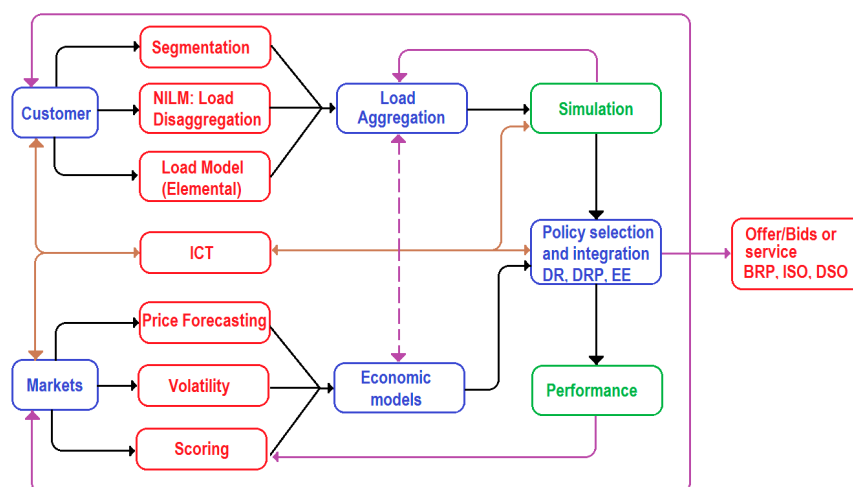 Segmentation
Customer
NILM: Load
Disaggregation
Load Model
(Elemental)
Load
Aggregation
Simulation
ICT
Policy selection
and integration
DR, DRP, EE
Offer/Bids or
service
BRP, ISO, DSO
Price Forecasting
Markets
Volatility
Scoring
Economic
models
Performance